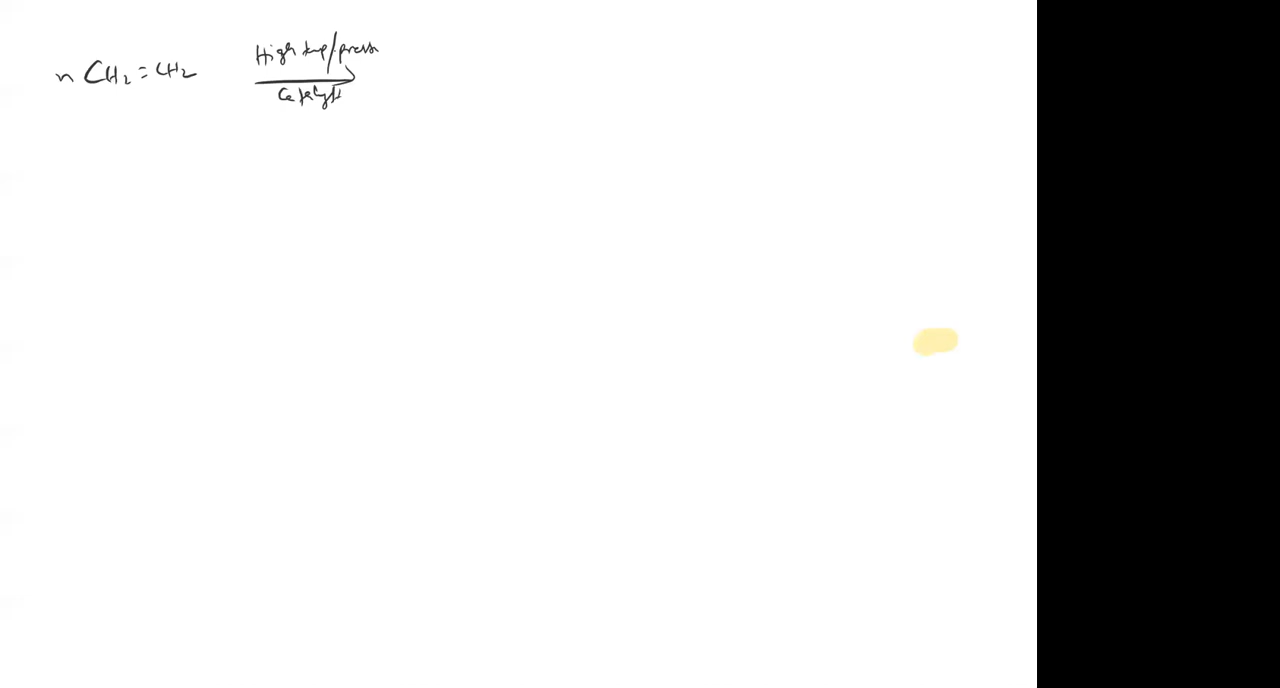 n CH₂=CH₂ High temp/press
Catalyst